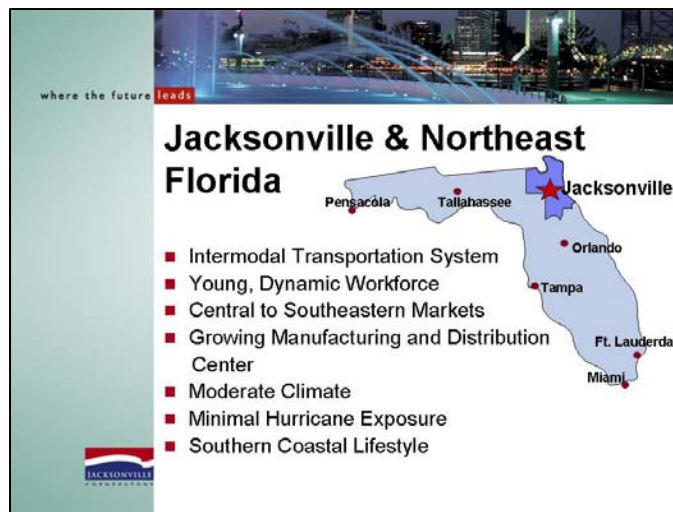 where the future leads
Jacksonville & Northeast
Florida
Jacksonville
Pensacola
Tallahassee
Orlando
Tampa
Ft. Lauderda
Miami
Intermodal Transportation System
Young, Dynamic Workforce
Central to Southeastern Markets
Growing Manufacturing and Distribution
Center
Moderate Climate
Minimal Hurricane Exposure
Southern Coastal Lifestyle
JACKSONVILLE
CORNERSTONE